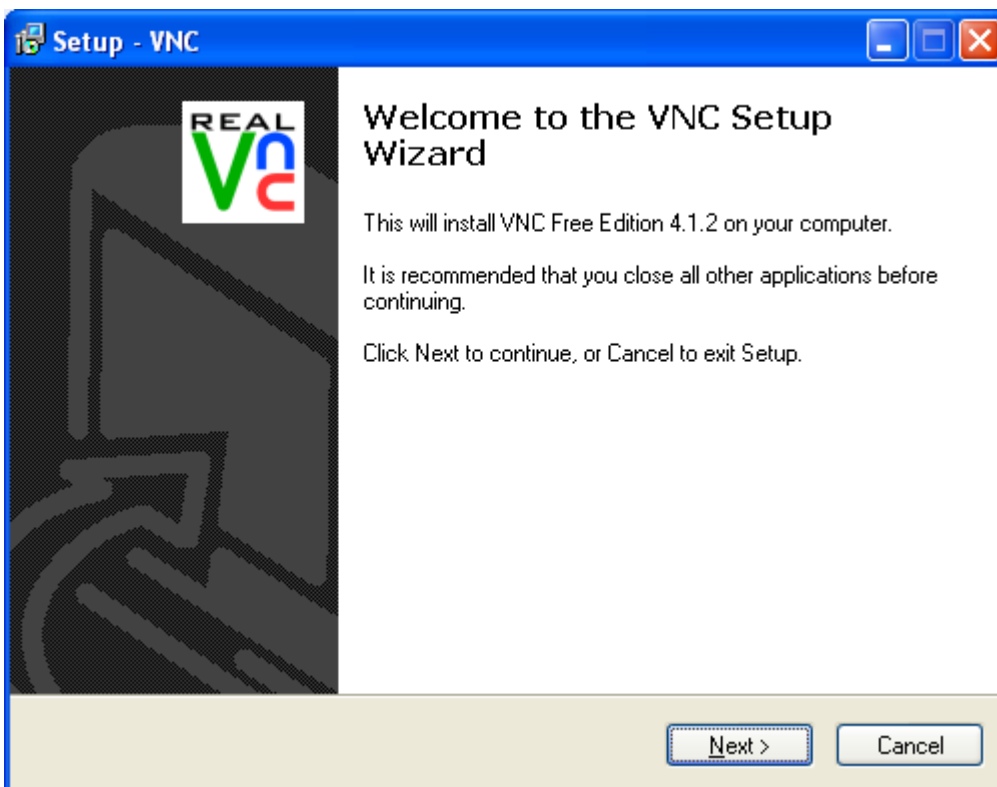 Setup - VNC
REAL
VNC
Welcome to the VNC Setup
Wizard
This will install VNC Free Edition 4.1.2 on your computer.
It is recommended that you close all other applications before
continuing.
Click Next to continue, or Cancel to exit Setup.
Next >
Cancel